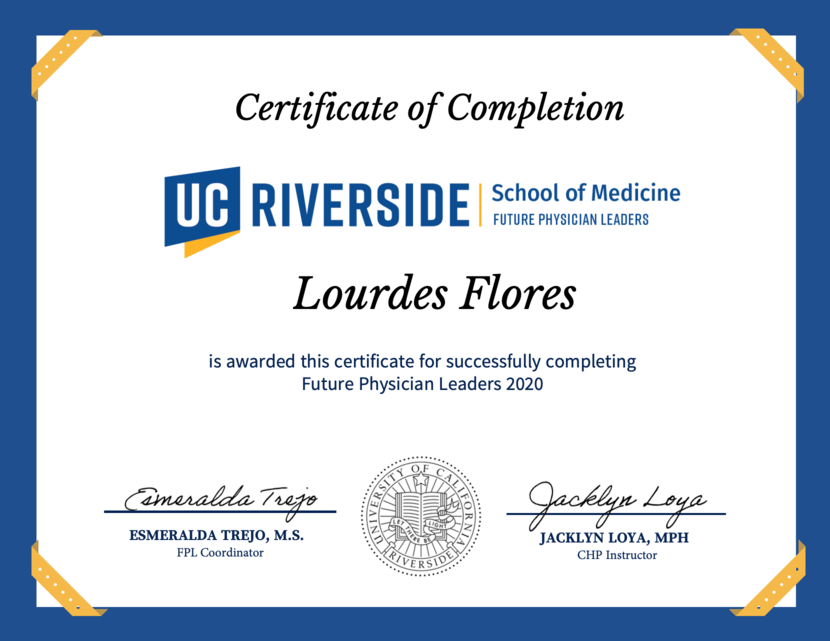 Certificate of Completion
UC RIVERSIDE
School of Medicine
FUTURE PHYSICIAN LEADERS
Lourdes Flores
is awarded this certificate for successfully completing
Future Physician Leaders 2020
Esmeralda Trejo
ESMERALDA TREJO, M.S.
FPL Coordinator
UNIVERSITY OF CALIFORNIA
LET THERE BE LIGHT
RIVERSIDE
Jacklyn Loya
JACKLYN LOYA, MPH
CHP Instructor